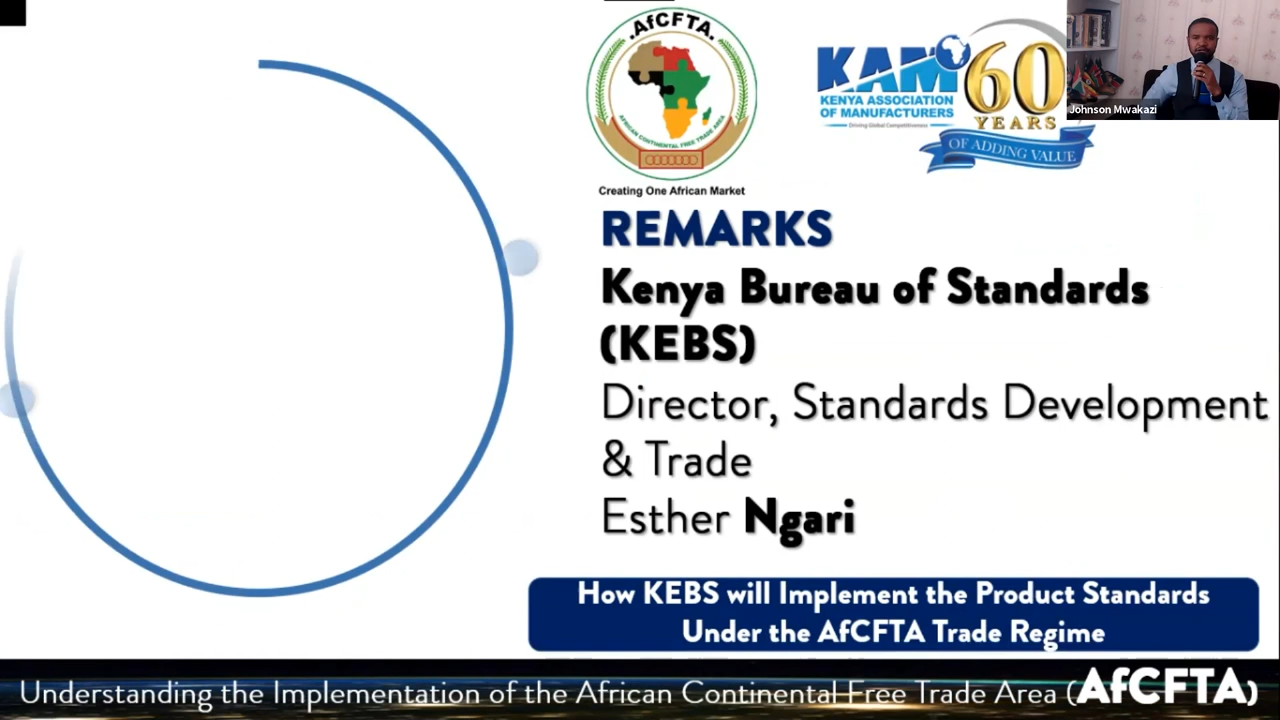 AfCFTA
AFRICAN CONTINENTAL FREE TRADE AREA
Creating One African Market
KAM
KENYA ASSOCIATION
OF MANUFACTURERS
Driving Global Competitiveness
60
YEARS
OF ADDING VALUE
Johnson Mwakazi
REMARKS
Kenya Bureau of Standards
(KEBS)
Director, Standards Development
& Trade
Esther Ngari
How KEBS will Implement the Product Standards
Under the AfCFTA Trade Regime
Understanding the Implementation of the African Continental Free Trade Area (AfCFTA)